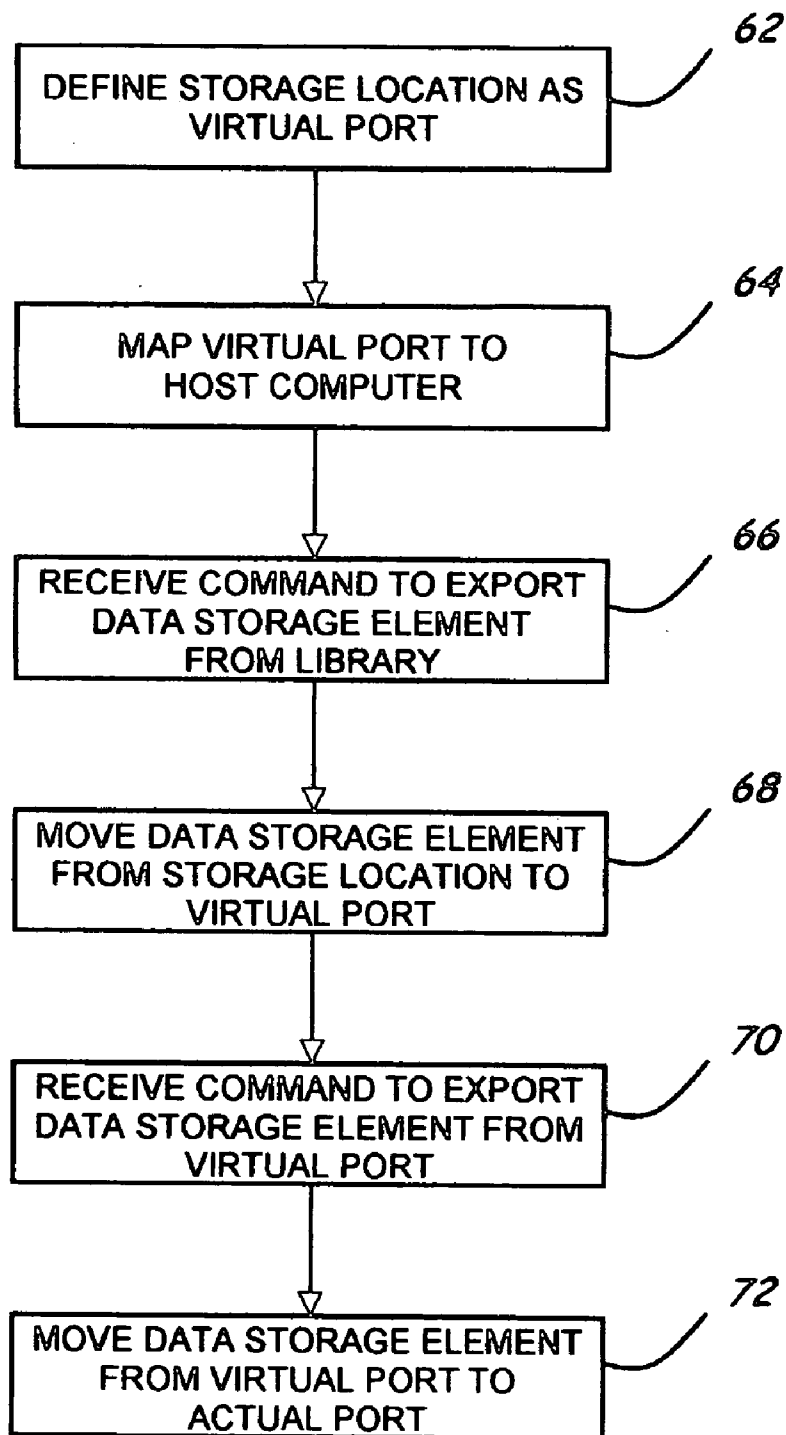 62
DEFINE STORAGE LOCATION AS
VIRTUAL PORT
64
MAP VIRTUAL PORT TO
HOST COMPUTER
66
RECEIVE COMMAND TO EXPORT
DATA STORAGE ELEMENT
FROM LIBRARY
68
MOVE DATA STORAGE ELEMENT
FROM STORAGE LOCATION TO
VIRTUAL PORT
70
RECEIVE COMMAND TO EXPORT
DATA STORAGE ELEMENT FROM
VIRTUAL PORT
72
MOVE DATA STORAGE ELEMENT
FROM VIRTUAL PORT TO
ACTUAL PORT